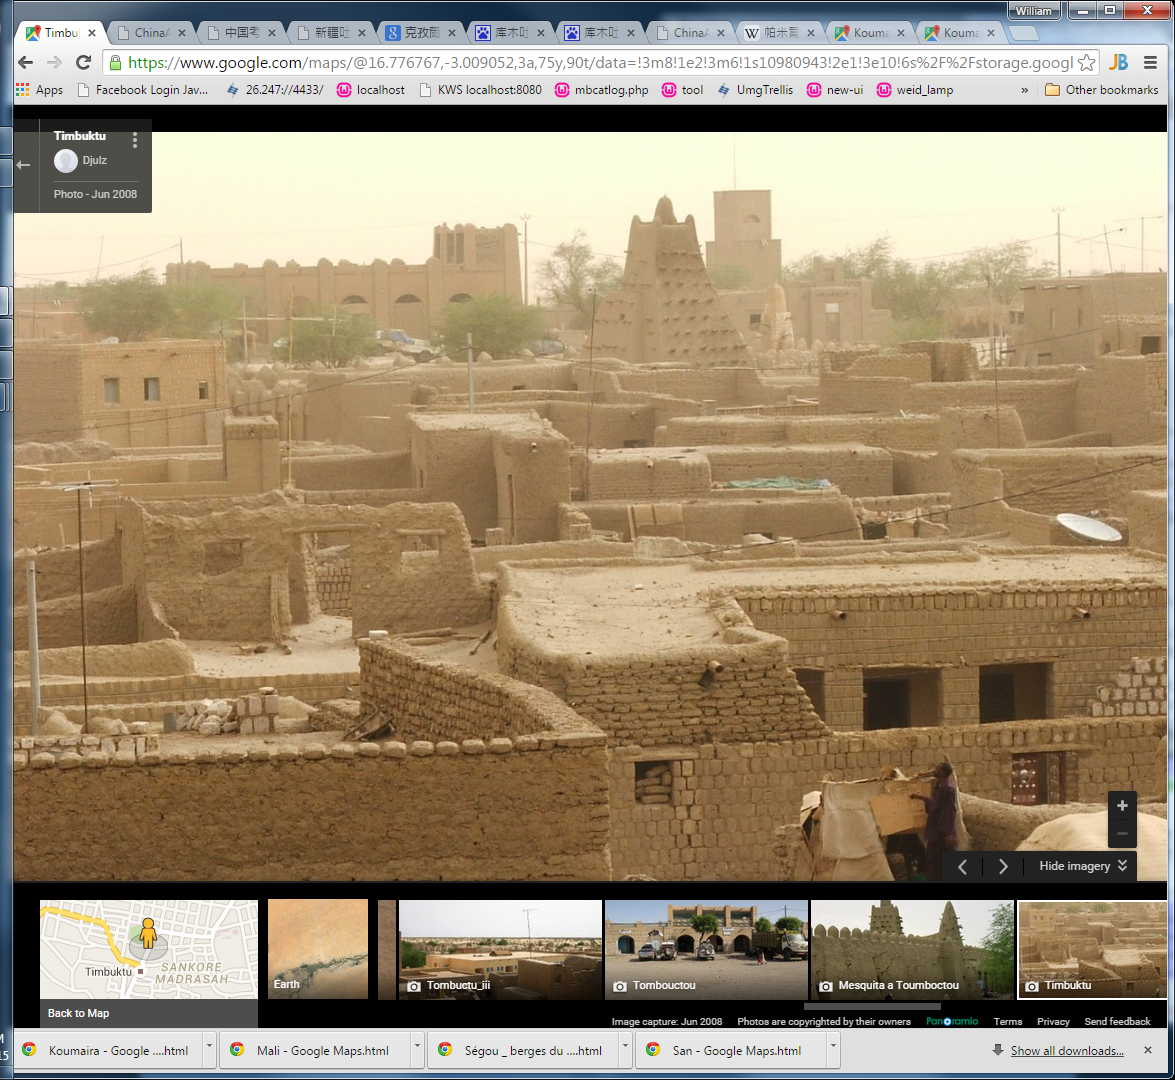 William
Timbu
ChinaA
中国考
新疆吐
克孜爾
库木吐
库木吐
ChinaA
帕米爾
Kouma
Kouma
https://www.google.com/maps/@16.776767,-3.009052,3a,75y,90t/data=!3m8!1e2!3m6!1s10980943!2e1!3e10!6s%2F%2Fstorage.googl
JB
Apps
Facebook Login Jav...
26.247://4433/
localhost
KWS localhost:8080
mbcatlog.php
tool
UmgTrellis
new-ui
weid_lamp
»
Other bookmarks
Timbuktu
Djulz
Photo - Jun 2008
Hide imagery
Timbuktu
SANKORE
MADRASAH
Back to Map
Earth
Tombuctu_iii
Tombouctou
Mesquita a Toumboctou
Timbuktu
Image capture: Jun 2008 Photos are copyrighted by their owners Panoramio Terms Privacy Send feedback
M
15
Koumaira - Google ....html
Mali - Google Maps.html
Ségou _ berges du ....html
San - Google Maps.html
Show all downloads...